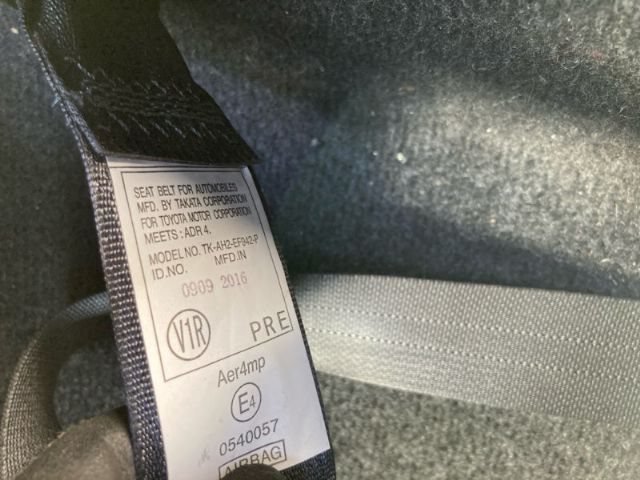 SEAT BELT FOR AUTOMOBILES
MFD. BY TAKATA CORPORATION
FOR TOYOTA MOTOR CORPORATION
MEETS : ADR 4.
MODEL NO. TK-AH2-EF942-P
ID.NO. MFD.IN
0909 2016
V1R PRE
Aer4mp
E4
0540057
AIRBAG